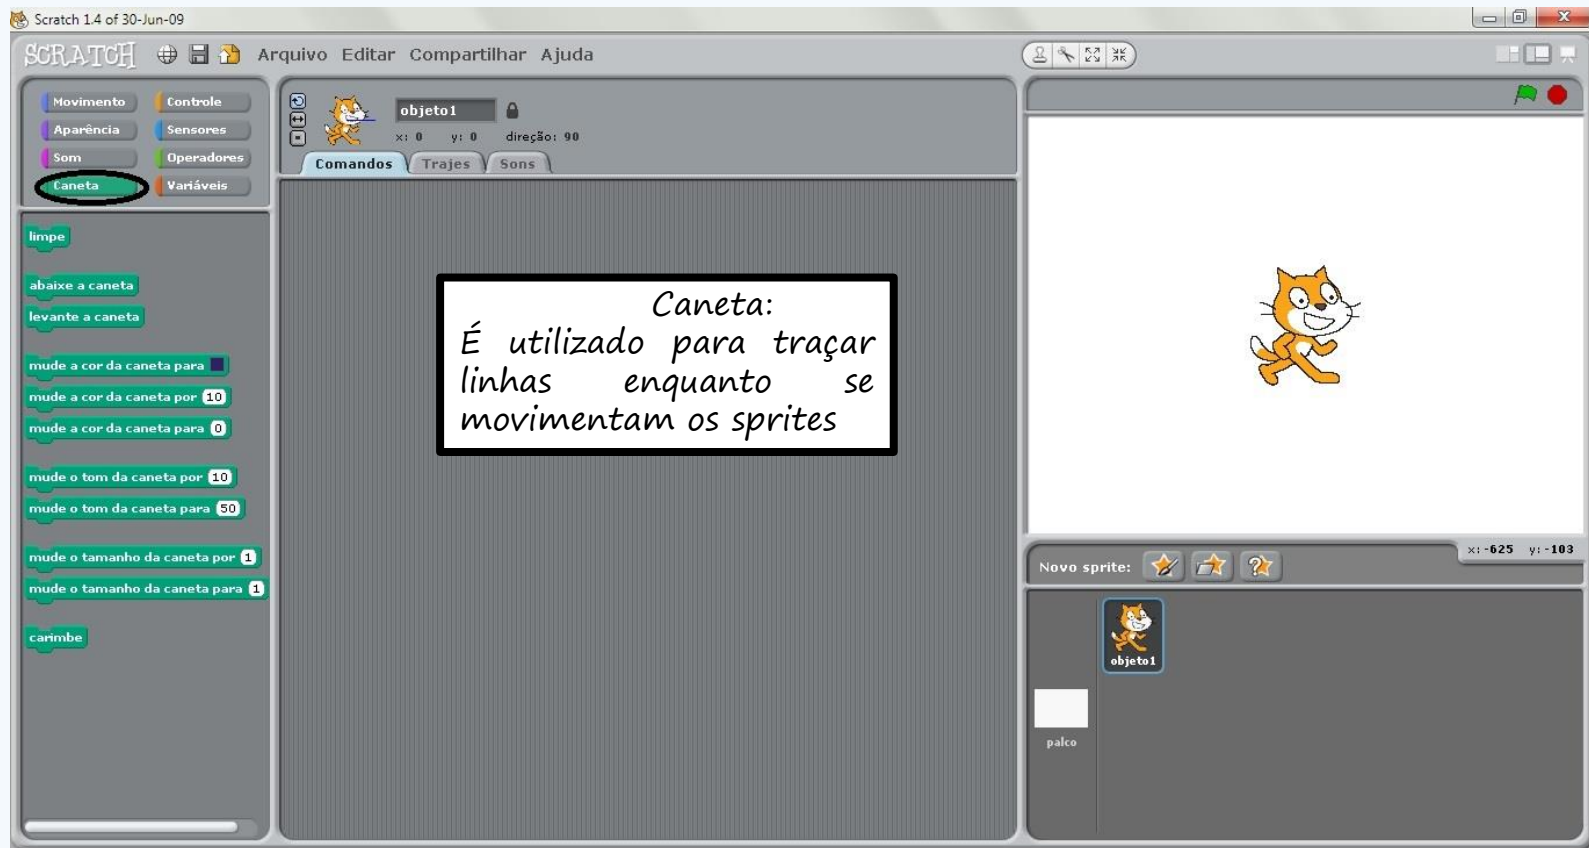 Scratch 1.4 of 30-Jun-09
SCRATCH Arquivo Editar Compartilhar Ajuda
Movimento Controle
Aparência Sensores
Som Operadores
Caneta Variáveis
objeto1
x: 0 y: 0 direção: 90
Comandos Trajes Sons
limpe
abaixe a caneta
levante a caneta
mude a cor da caneta para
mude a cor da caneta por 10
mude a cor da caneta para 0
mude o tom da caneta por 10
mude o tom da caneta para 50
mude o tamanho da caneta por 1
mude o tamanho da caneta para 1
carimbe
Caneta:
É utilizado para traçar
linhas enquanto se
movimentam os sprites
x: -625 y: -103
Novo sprite:
objeto1
palco